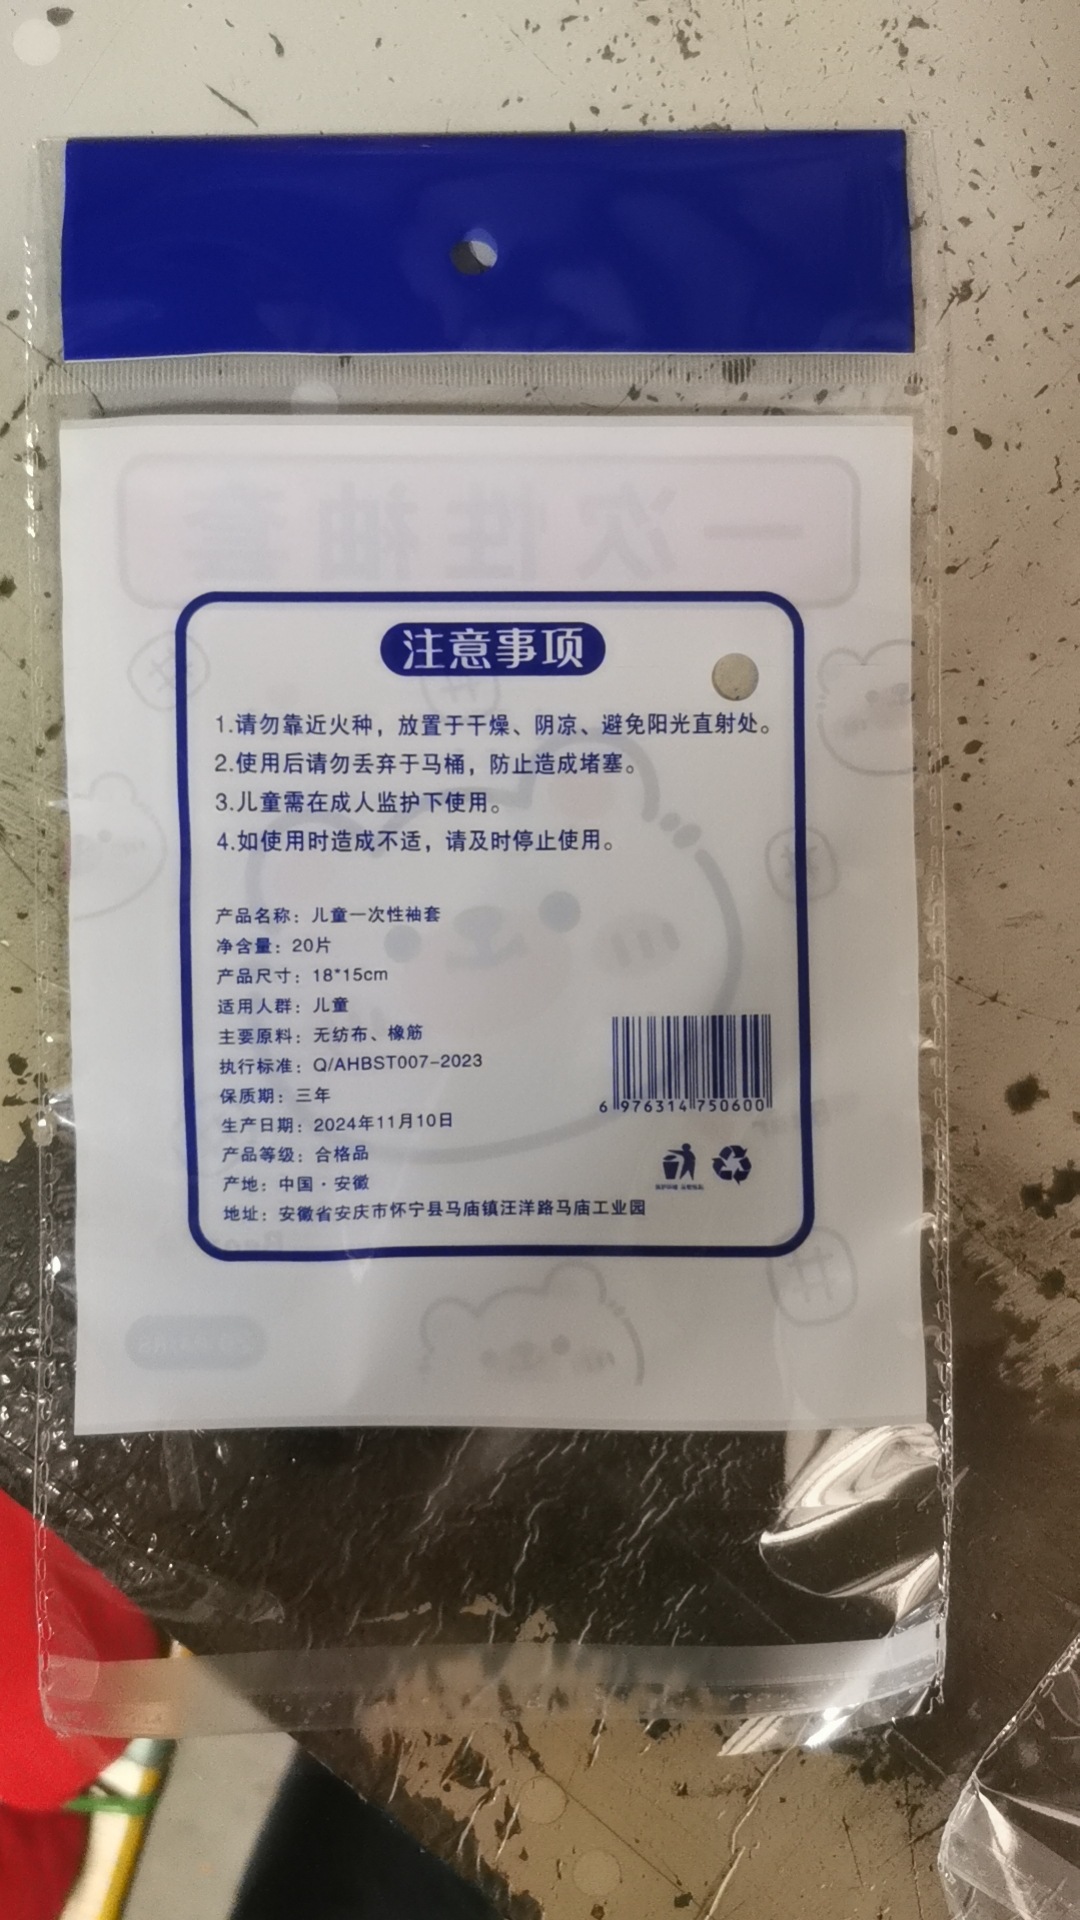 一次性袖套
注意事项
1.请勿靠近火种，放置于干燥、阴凉、避免阳光直射处。
2.使用后请勿丢弃于马桶，防止造成堵塞。
3.儿童需在成人监护下使用。
4.如使用时造成不适，请及时停止使用。
产品名称：儿童一次性袖套
净含量：20片
产品尺寸：18*15cm
适用人群：儿童
主要原料：无纺布、橡筋
执行标准：Q/AHBST007-2023
保质期：三年
生产日期：2024年11月10日
产品等级：合格品
产地：中国·安徽
地址：安徽省安庆市怀宁县马庙镇汪洋路马庙工业园
6 976314 750600